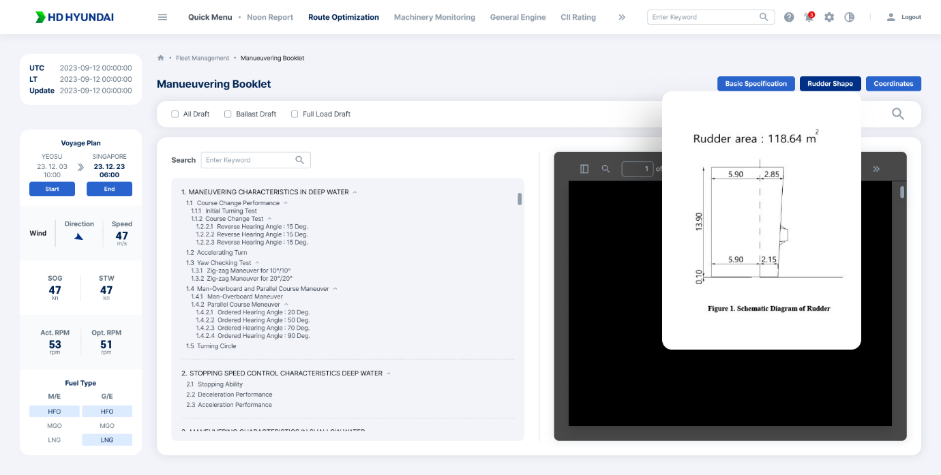 HD HYUNDAI
Quick Menu • Noon Report Route Optimization Machinery Monitoring General Engine CII Rating
Enter Keyword
3
Logout
UTC 2023-09-12 00:00:00
LT 2023-09-12 00:00:00
Update 2023-09-12 00:00:00
Fleet Management • Manueuvering Booklet
Manueuvering Booklet
Basic Specification Rudder Shape Coordinates
All Draft Ballast Draft Full Load Draft
Voyage Plan
YEOSU SINGAPORE
23. 12. 03 23. 12. 23
10:00 06:00
Start End
Wind Direction Speed
47
m/s
SOG STW
47 47
kn kn
Act. RPM Opt. RPM
53 51
rpm rpm
Fuel Type
M/E G/E
HFO HFO
MGO MGO
LNG LNG
Search Enter Keyword
1. MANEUVERING CHARACTERISTICS IN DEEP WATER
1.1 Course Change Performance
1.1.1 Initial Turning Test
1.1.2 Course Change Test
1.2.2.1 Reverse Hearing Angle : 15 Deg.
1.2.2.2 Reverse Hearing Angle : 15 Deg.
1.2.2.3 Reverse Hearing Angle : 15 Deg.
1.2 Accelerating Turn
1.3 Yaw Checking Test
1.3.1 Zig-zag Maneuver for 10°/10°
1.3.2 Zig-zag Maneuver for 20°/20°
1.4 Man-Overboard and Parallel Course Maneuver
1.4.1 Man-Overboard Maneuver
1.4.2 Parallel Course Meneuver
1.4.2.1 Ordered Hearing Angle : 20 Deg.
1.4.2.2 Ordered Hearing Angle : 50 Deg.
1.4.2.3 Ordered Hearing Angle : 70 Deg.
1.4.2.4 Ordered Hearing Angle : 90 Deg.
1.5 Turning Circle
2. STOPPING SPEED CONTROL CHARACTERISTICS DEEP WATER
2.1 Stopping Ability
2.2 Deceleration Performance
2.3 Acceleration Performance
1 of
Rudder area : 118.64 m²
5.90 2.85
13.90
5.90 2.15
0.10
Figure 1. Schematic Diagram of Rudder